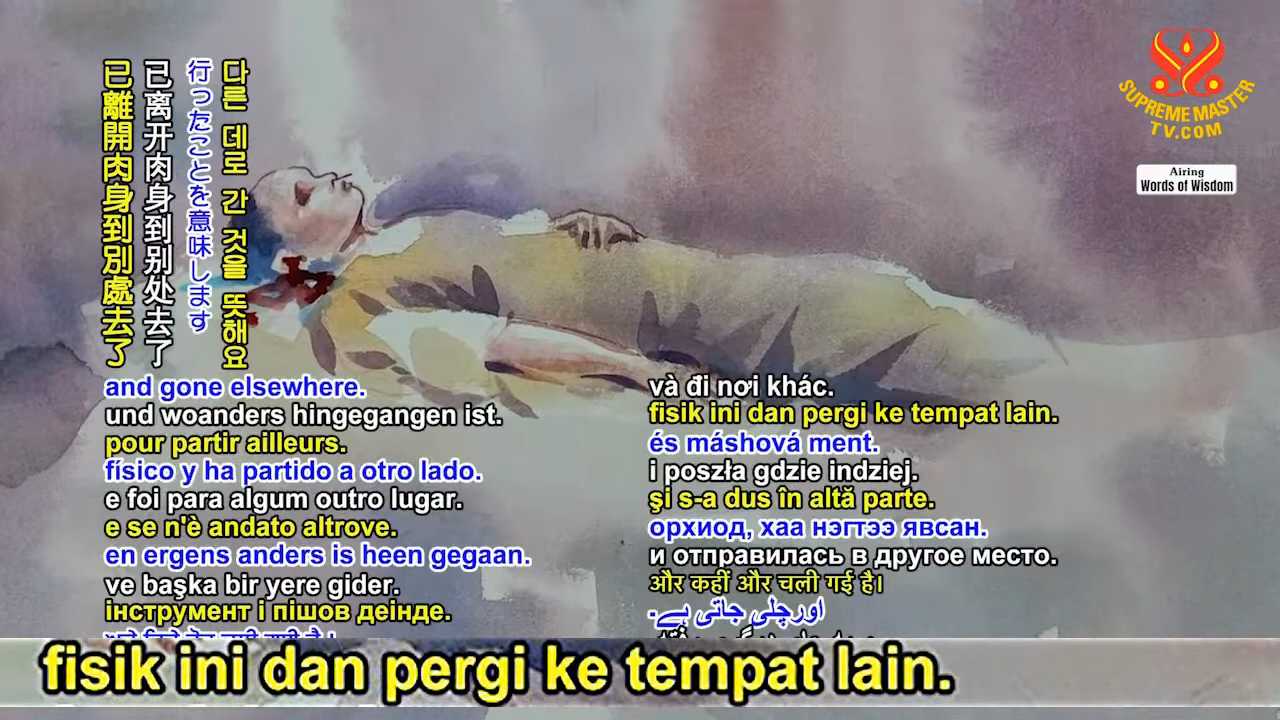 已離開肉身到別處去了
已离开肉身到别处去了
行ったことを意味します
다른 데로 간 것을 뜻해요
SUPREME MASTER
TV.COM
Airing
Words of Wisdom
and gone elsewhere.
und woanders hingegangen ist.
pour partir ailleurs.
físico y ha partido a otro lado.
e foi para algum outro lugar.
e se n'è andato altrove.
en ergens anders is heen gegaan.
ve başka bir yere gider.
інструмент і пішов деінде.
và đi nơi khác.
fisik ini dan pergi ke tempat lain.
és máshová ment.
i poszła gdzie indziej.
şi s-a dus în altă parte.
орхиод, хаа нэгтээ явсан.
и отправилась в другое место.
और कहीं और चली गई है।
اورچلی جاتی ہے۔
fisik ini dan pergi ke tempat lain.